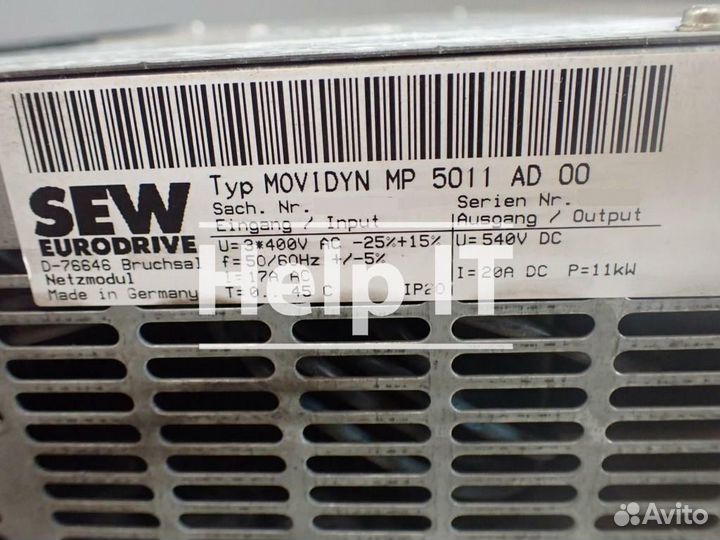 SEW
EURODRIVE
D-76646 Bruchsal
Netzmodul
Made in Germany
Typ MOVIDYN MP 5011 AD 00
Sach. Nr. Serien Nr.
Eingang / Input Ausgang / Output
U= 3*400V AC -25%+15% U= 540V DC
f= 50/60Hz +/-5%
I= 17A AC I= 20A DC P=11kW
T= 0...45 C IP20
Help IT
Avito